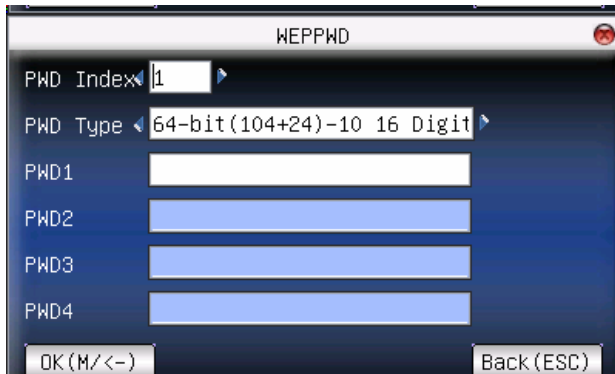 WEPPWD
PWD Index 1
PWD Type 64-bit(104+24)-10 16 Digit
PWD1
PWD2
PWD3
PWD4
OK(M/<-) Back(ESC)